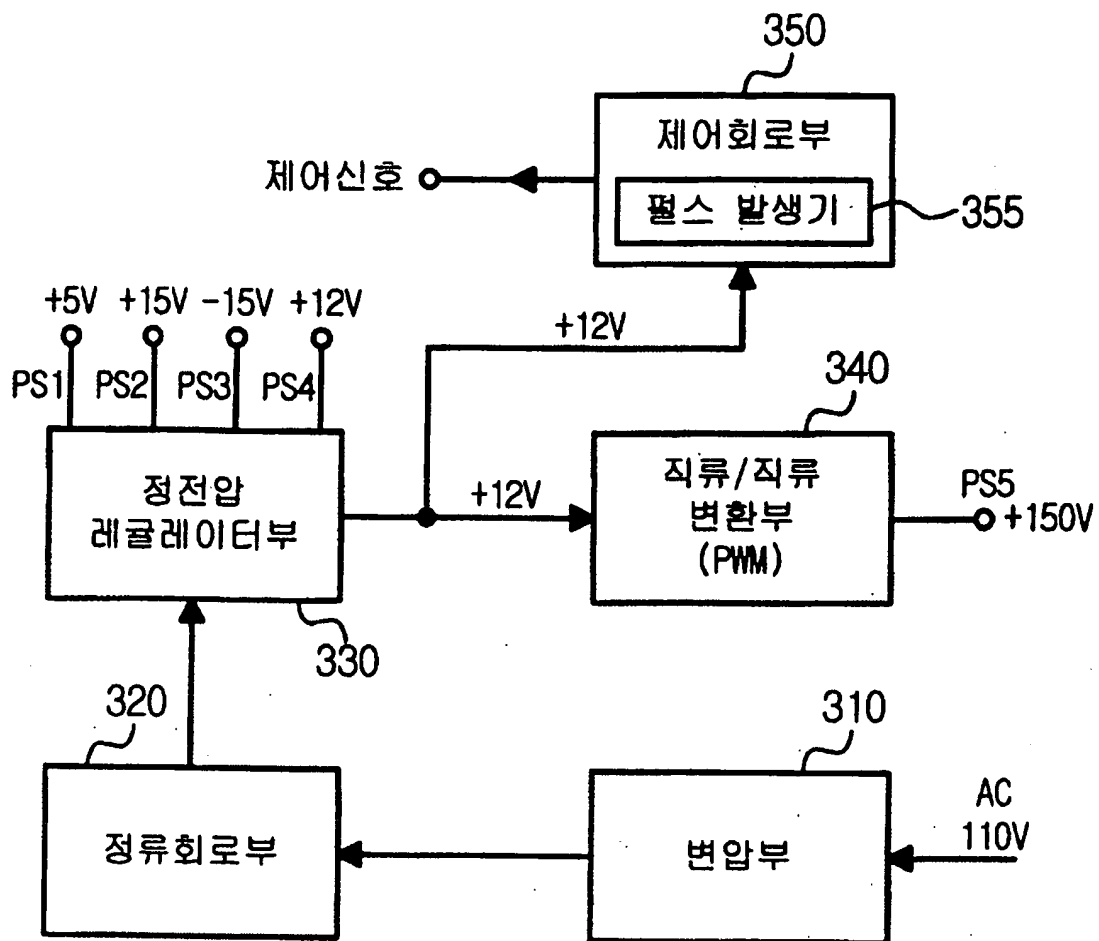 350
제어회로부
제어신호
펄스 발생기
355
+5V +15V -15V +12V
+12V
PS1 PS2 PS3 PS4
340
정전압
레귤레이터부
+12V
직류/직류
변환부
(PWM)
PS5
+150V
330
320
310
정류회로부
변압부
AC
110V